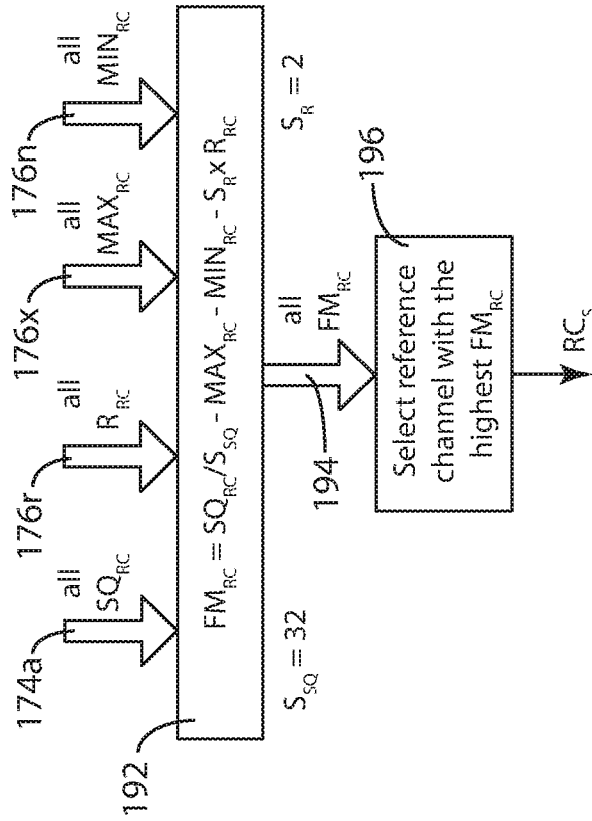 174a
all
SQ_RC
176r
all
R_RC
176x
all
MAX_RC
176n
all
MIN_RC
192
FM_RC = SQ_RC/S_SQ - MAX_RC - MIN_RC - S_R x R_RC
S_SQ = 32
S_R = 2
194
all
FM_RC
196
Select reference
channel with the
highest FM_RC
RC_S